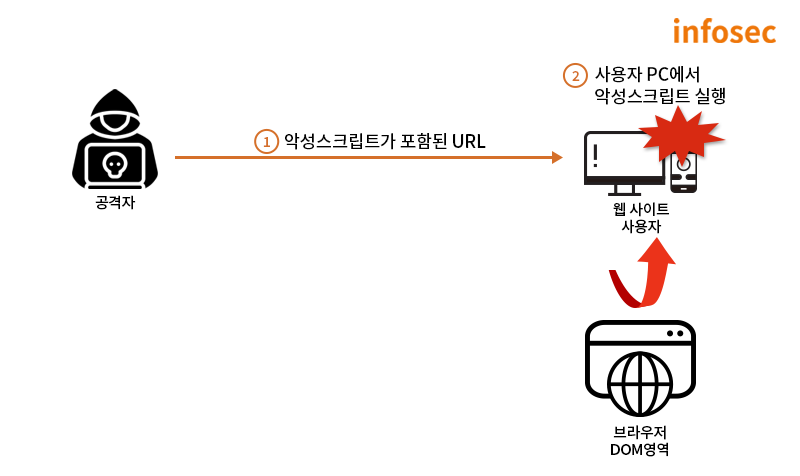 infosec
② 사용자 PC에서
악성스크립트 실행
① 악성스크립트가 포함된 URL
공격자
웹 사이트
사용자
브라우저
DOM영역